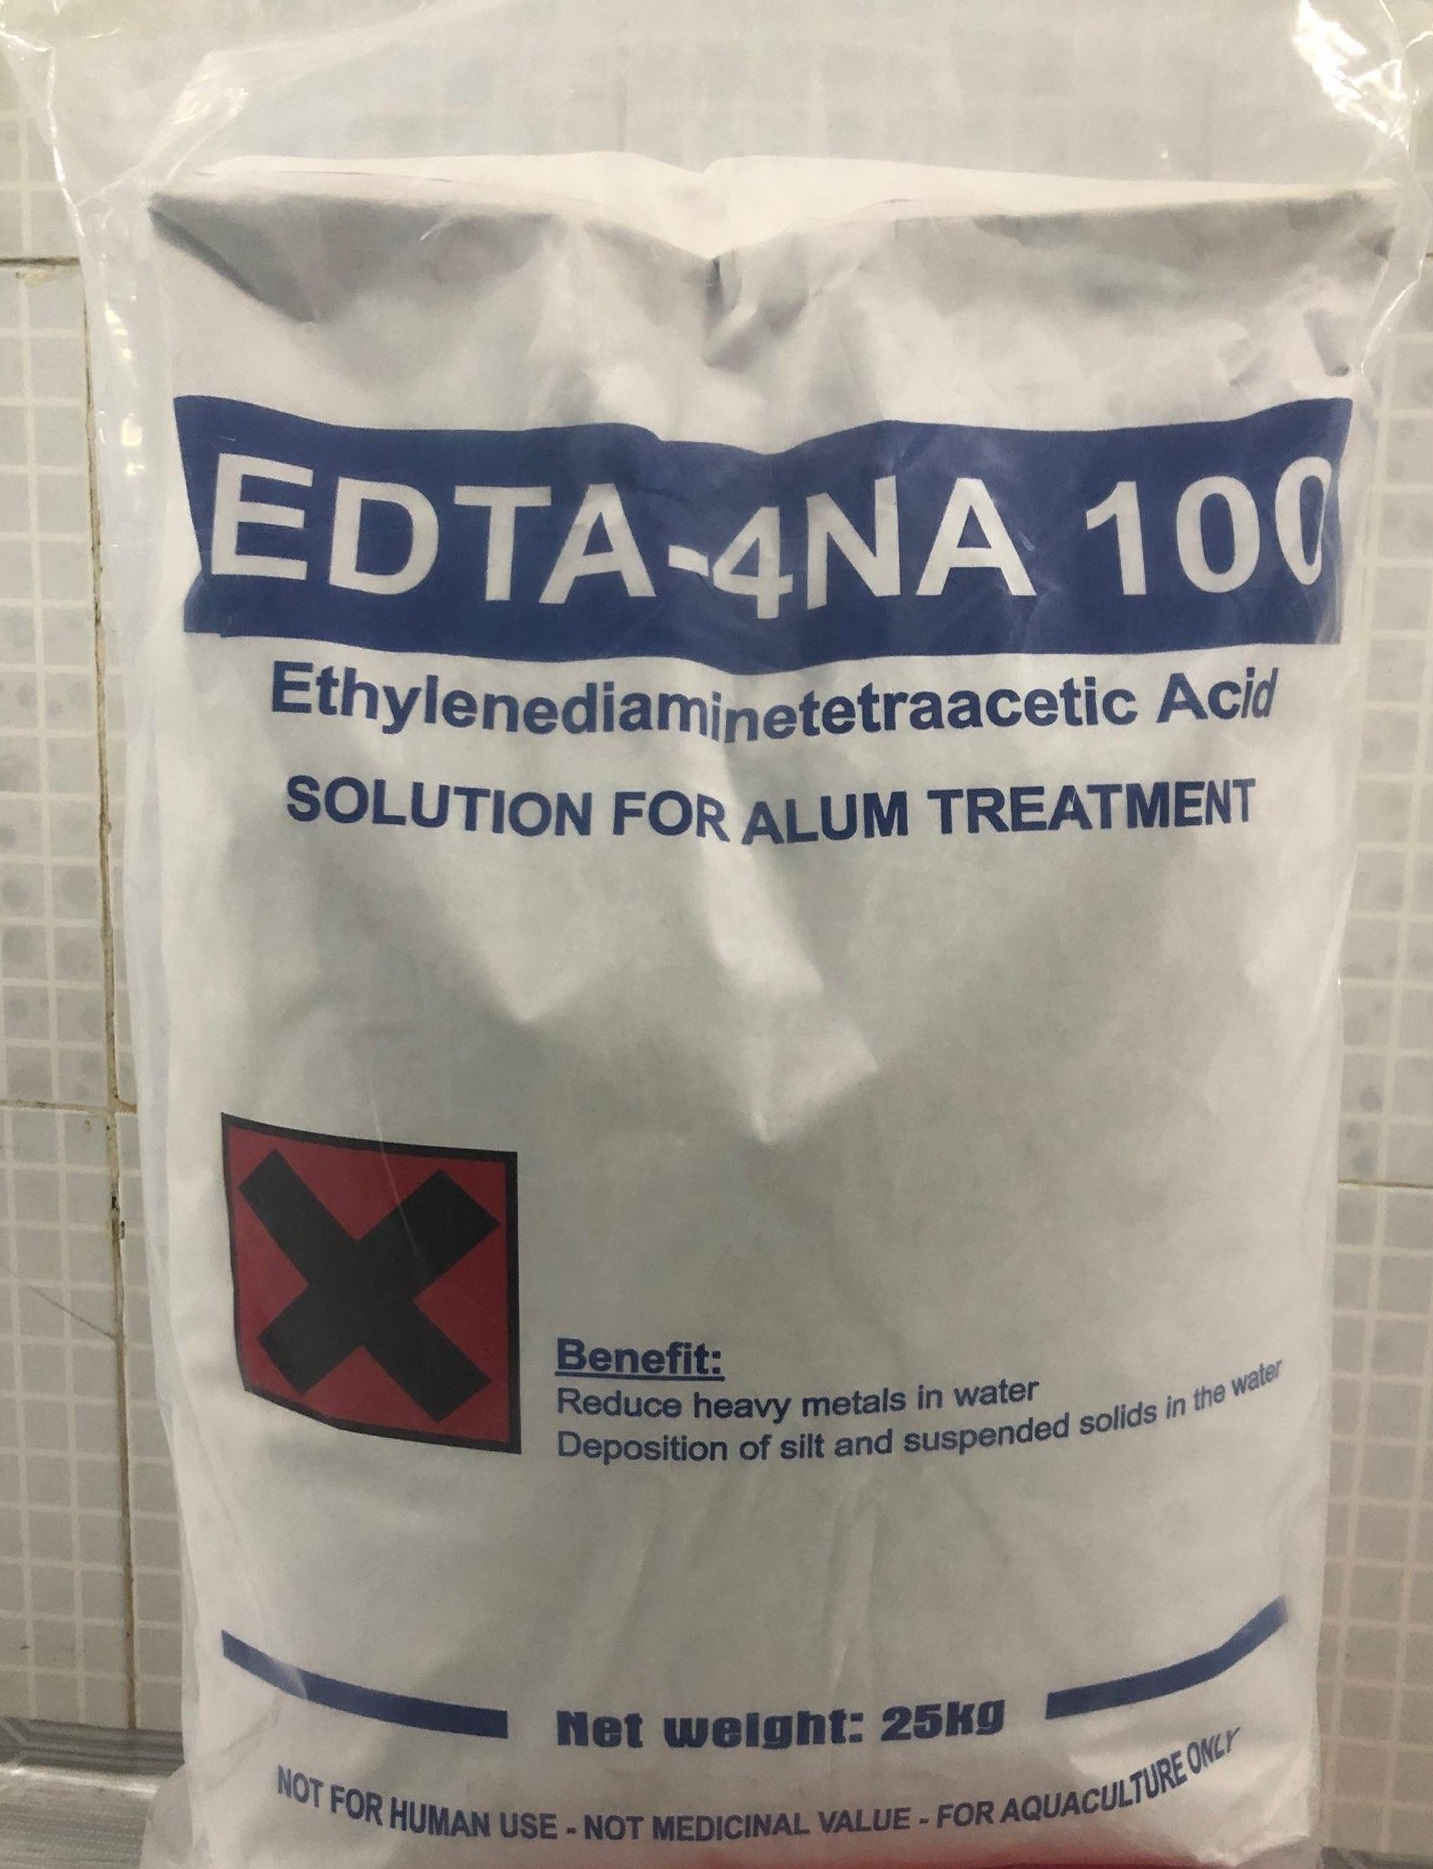 EDTA-4NA 100
Ethylenediaminetetraacetic Acid
SOLUTION FOR ALUM TREATMENT
Benefit:
Reduce heavy metals in water
Deposition of silt and suspended solids in the water
Net weight: 25kg
NOT FOR HUMAN USE - NOT MEDICINAL VALUE - FOR AQUACULTURE ONLY